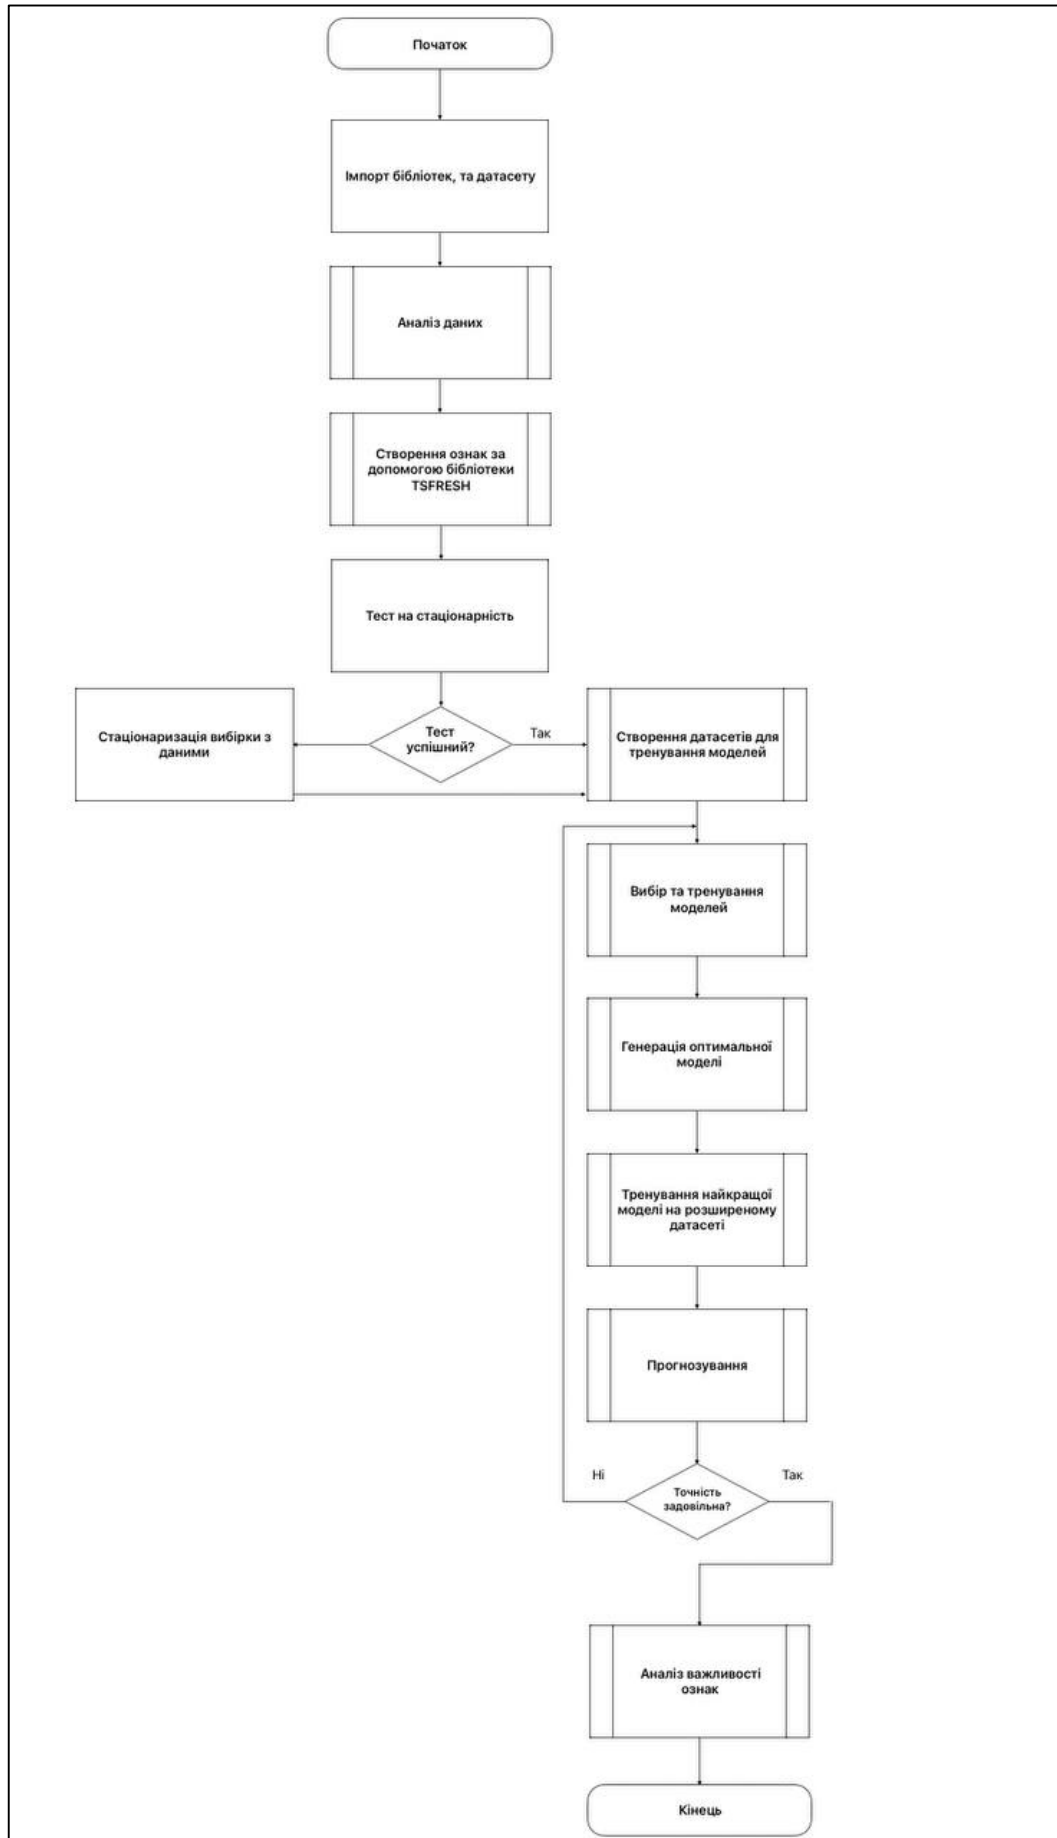 Початок
Імпорт бібліотек, та датасету
Аналіз даних
Створення ознак за
допомогою бібліотеки
TSFRESH
Тест на стаціонарність
Стаціонаризація вибірки з
даними
Тест
успішний?
Так
Створення датасетів для
тренування моделей
Вибір та тренування
моделей
Генерація оптимальної
моделі
Тренування найкращої
моделі на розширеному
датасеті
Прогнозування
Ні
Точність
задовільна?
Так
Аналіз важливості
ознак
Кінець